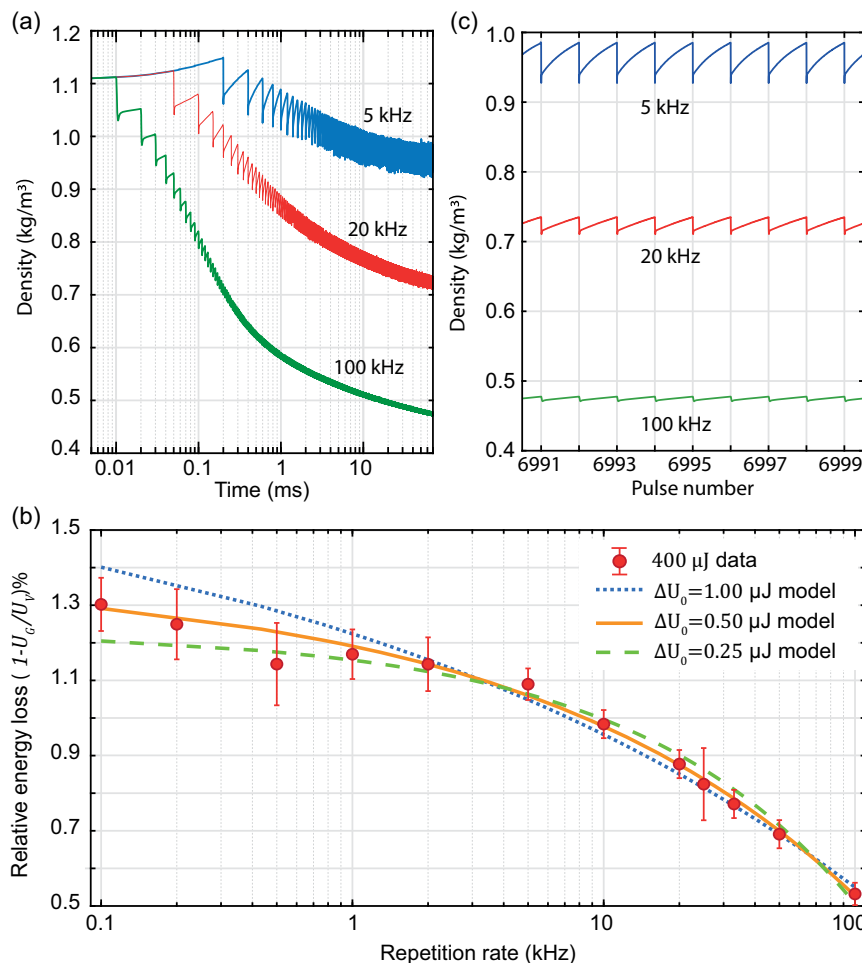 (a)
1.2
1.1
1.0
0.9
0.8
0.7
0.6
0.5
0.4
Density (kg/m³)
5 kHz
20 kHz
100 kHz
0.01 0.1 1 10
Time (ms)
(c)
1.0
0.9
0.8
0.7
0.6
0.5
0.4
Density (kg/m³)
5 kHz
20 kHz
100 kHz
6991 6993 6995 6997 6999
Pulse number
(b)
1.5
1.3
1.1
0.9
0.7
0.5
Relative energy loss (1-U_G/U_V)%
400 µJ data
ΔU₀=1.00 µJ model
ΔU₀=0.50 µJ model
ΔU₀=0.25 µJ model
0.1 1 10 100
Repetition rate (kHz)